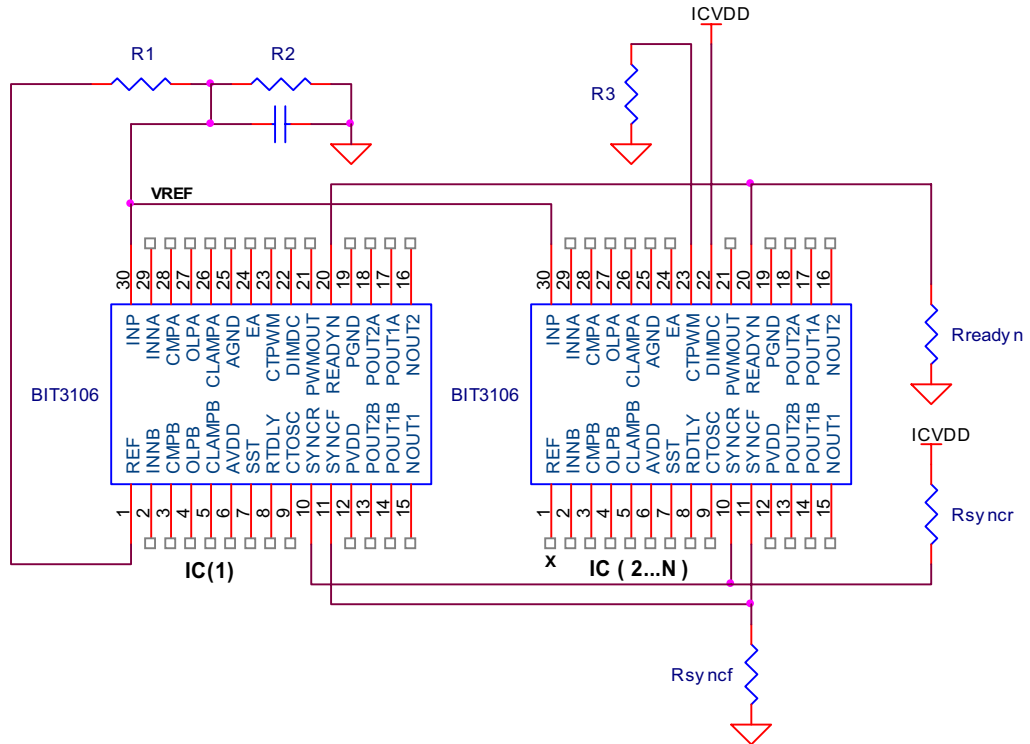 ICVDD
R1
R2
R3
VREF
30 29 28 27 26 25 24 23 22 21 20 19 18 17 16
30 29 28 27 26 25 24 23 22 21 20 19 18 17 16
INP INNA CMPA OLPA CLAMPA AGND EA CTPWM DIMDC PWMOUT READYN PGND POUT2A POUT1A NOUT2
INP INNA CMPA OLPA CLAMPA AGND EA CTPWM DIMDC PWMOUT READYN PGND POUT2A POUT1A NOUT2
Rreadyn
BIT3106
BIT3106
REF INNB CMPB OLPB CLAMPB AVDD SST RTDLY CTOSC SYNCR SYNCF PVDD POUT2B POUT1B NOUT1
REF INNB CMPB OLPB CLAMPB AVDD SST RDTLY CTOSC SYNCR SYNCF PVDD POUT2B POUT1B NOUT1
ICVDD
1 2 3 4 5 6 7 8 9 10 11 12 13 14 15
1 2 3 4 5 6 7 8 9 10 11 12 13 14 15
Rsyncr
x
IC(1)
IC ( 2...N )
Rsyncf